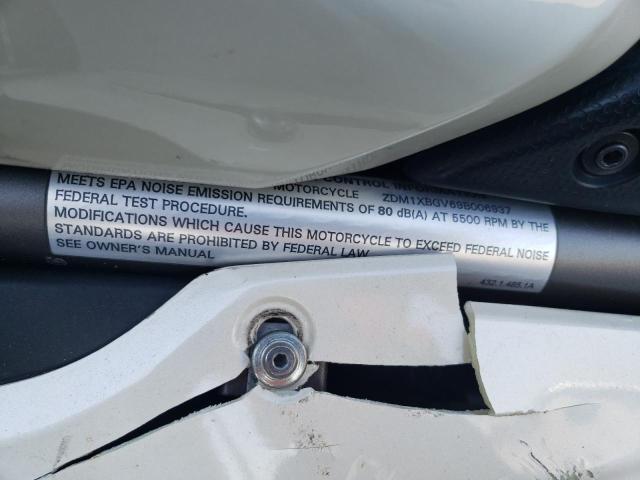 CONTROL INFORMATION
MOTORCYCLE ZDM1XBGV69B006937
MEETS EPA NOISE EMISSION REQUIREMENTS OF 80 dB(A) AT 5500 RPM BY THE
FEDERAL TEST PROCEDURE.
MODIFICATIONS WHICH CAUSE THIS MOTORCYCLE TO EXCEED FEDERAL NOISE
STANDARDS ARE PROHIBITED BY FEDERAL LAW
SEE OWNER'S MANUAL
432.1.485.1A